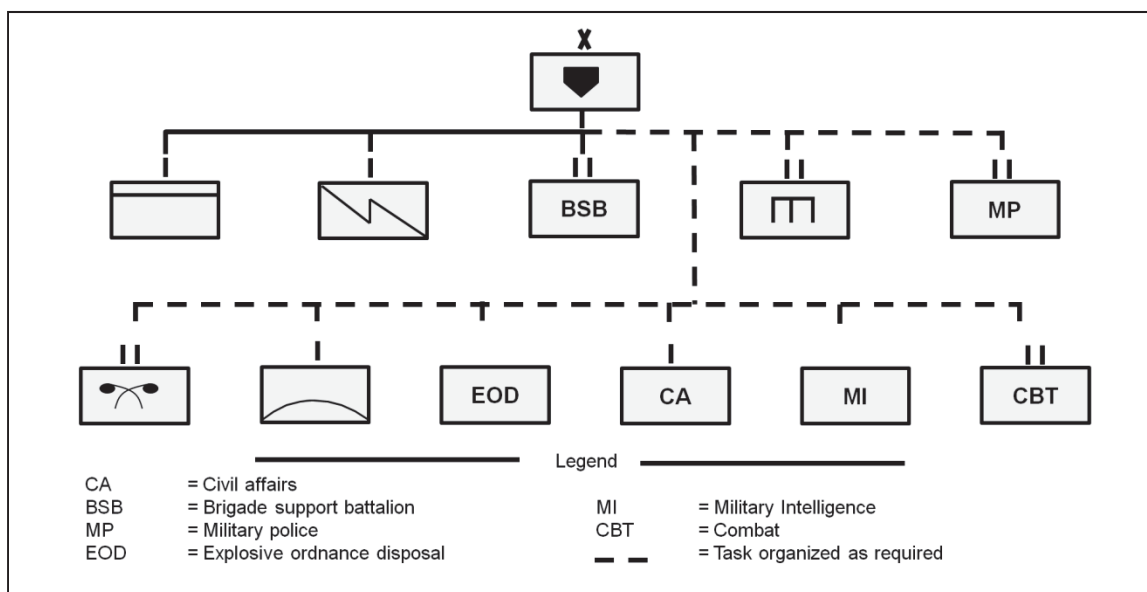 BSB
MP
EOD
CA
MI
CBT
Legend
CA = Civil affairs
BSB = Brigade support battalion
MP = Military police
EOD = Explosive ordnance disposal
MI = Military Intelligence
CBT = Combat
= Task organized as required